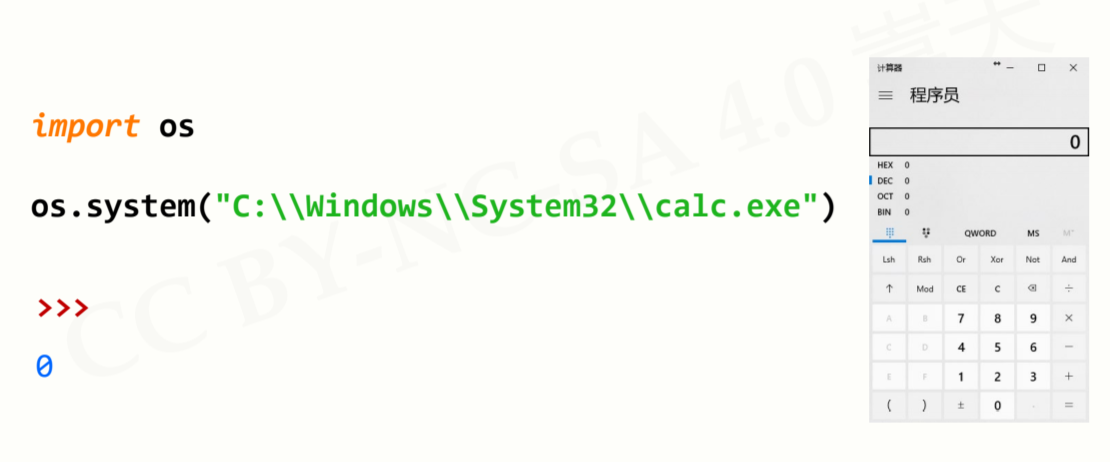 import os
os.system("C:\\Windows\\System32\\calc.exe")
>>>
0
计算器
程序员
0
HEX 0
DEC 0
OCT 0
BIN 0
QWORD MS M˅
Lsh Rsh Or Xor Not And
↑ Mod CE C ⌫ ÷
A B 7 8 9 ×
C D 4 5 6 −
E F 1 2 3 +
( ) ± 0 . =
CC BY-NC-SA 4.0 嵩天